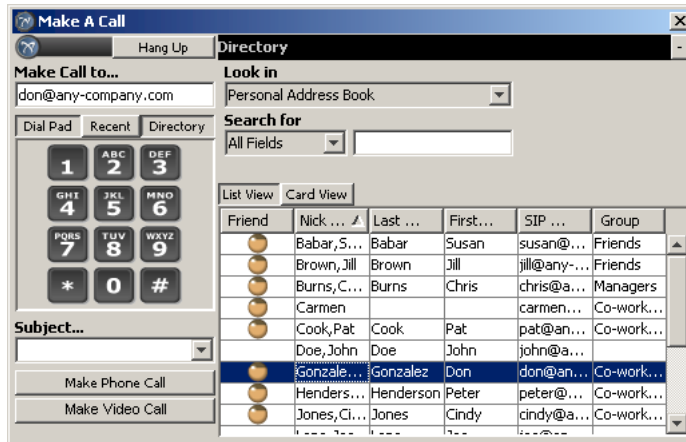 Make A Call
Hang Up
Directory
Make Call to...
don@any-company.com
Look in
Personal Address Book
Search for
All Fields
Dial Pad Recent Directory
1 ABC 2 DEF 3
GHI 4 JKL 5 MNO 6
PQRS 7 TUV 8 WXYZ 9
* 0 #
Subject...
Make Phone Call
Make Video Call
List View Card View
Friend Nick ... Last ... First... SIP ... Group
Babar,S... Babar Susan susan@... Friends
Brown,Jill Brown Jill jill@any-... Friends
Burns,C... Burns Chris chris@a... Managers
Carmen carmen... Co-work...
Cook,Pat Cook Pat pat@an... Co-work...
Doe,John Doe John john@a...
Gonzale... Gonzalez Don don@an... Co-work...
Henders... Henderson Peter peter@... Co-work...
Jones,Ci... Jones Cindy cindy@a... Co-work...